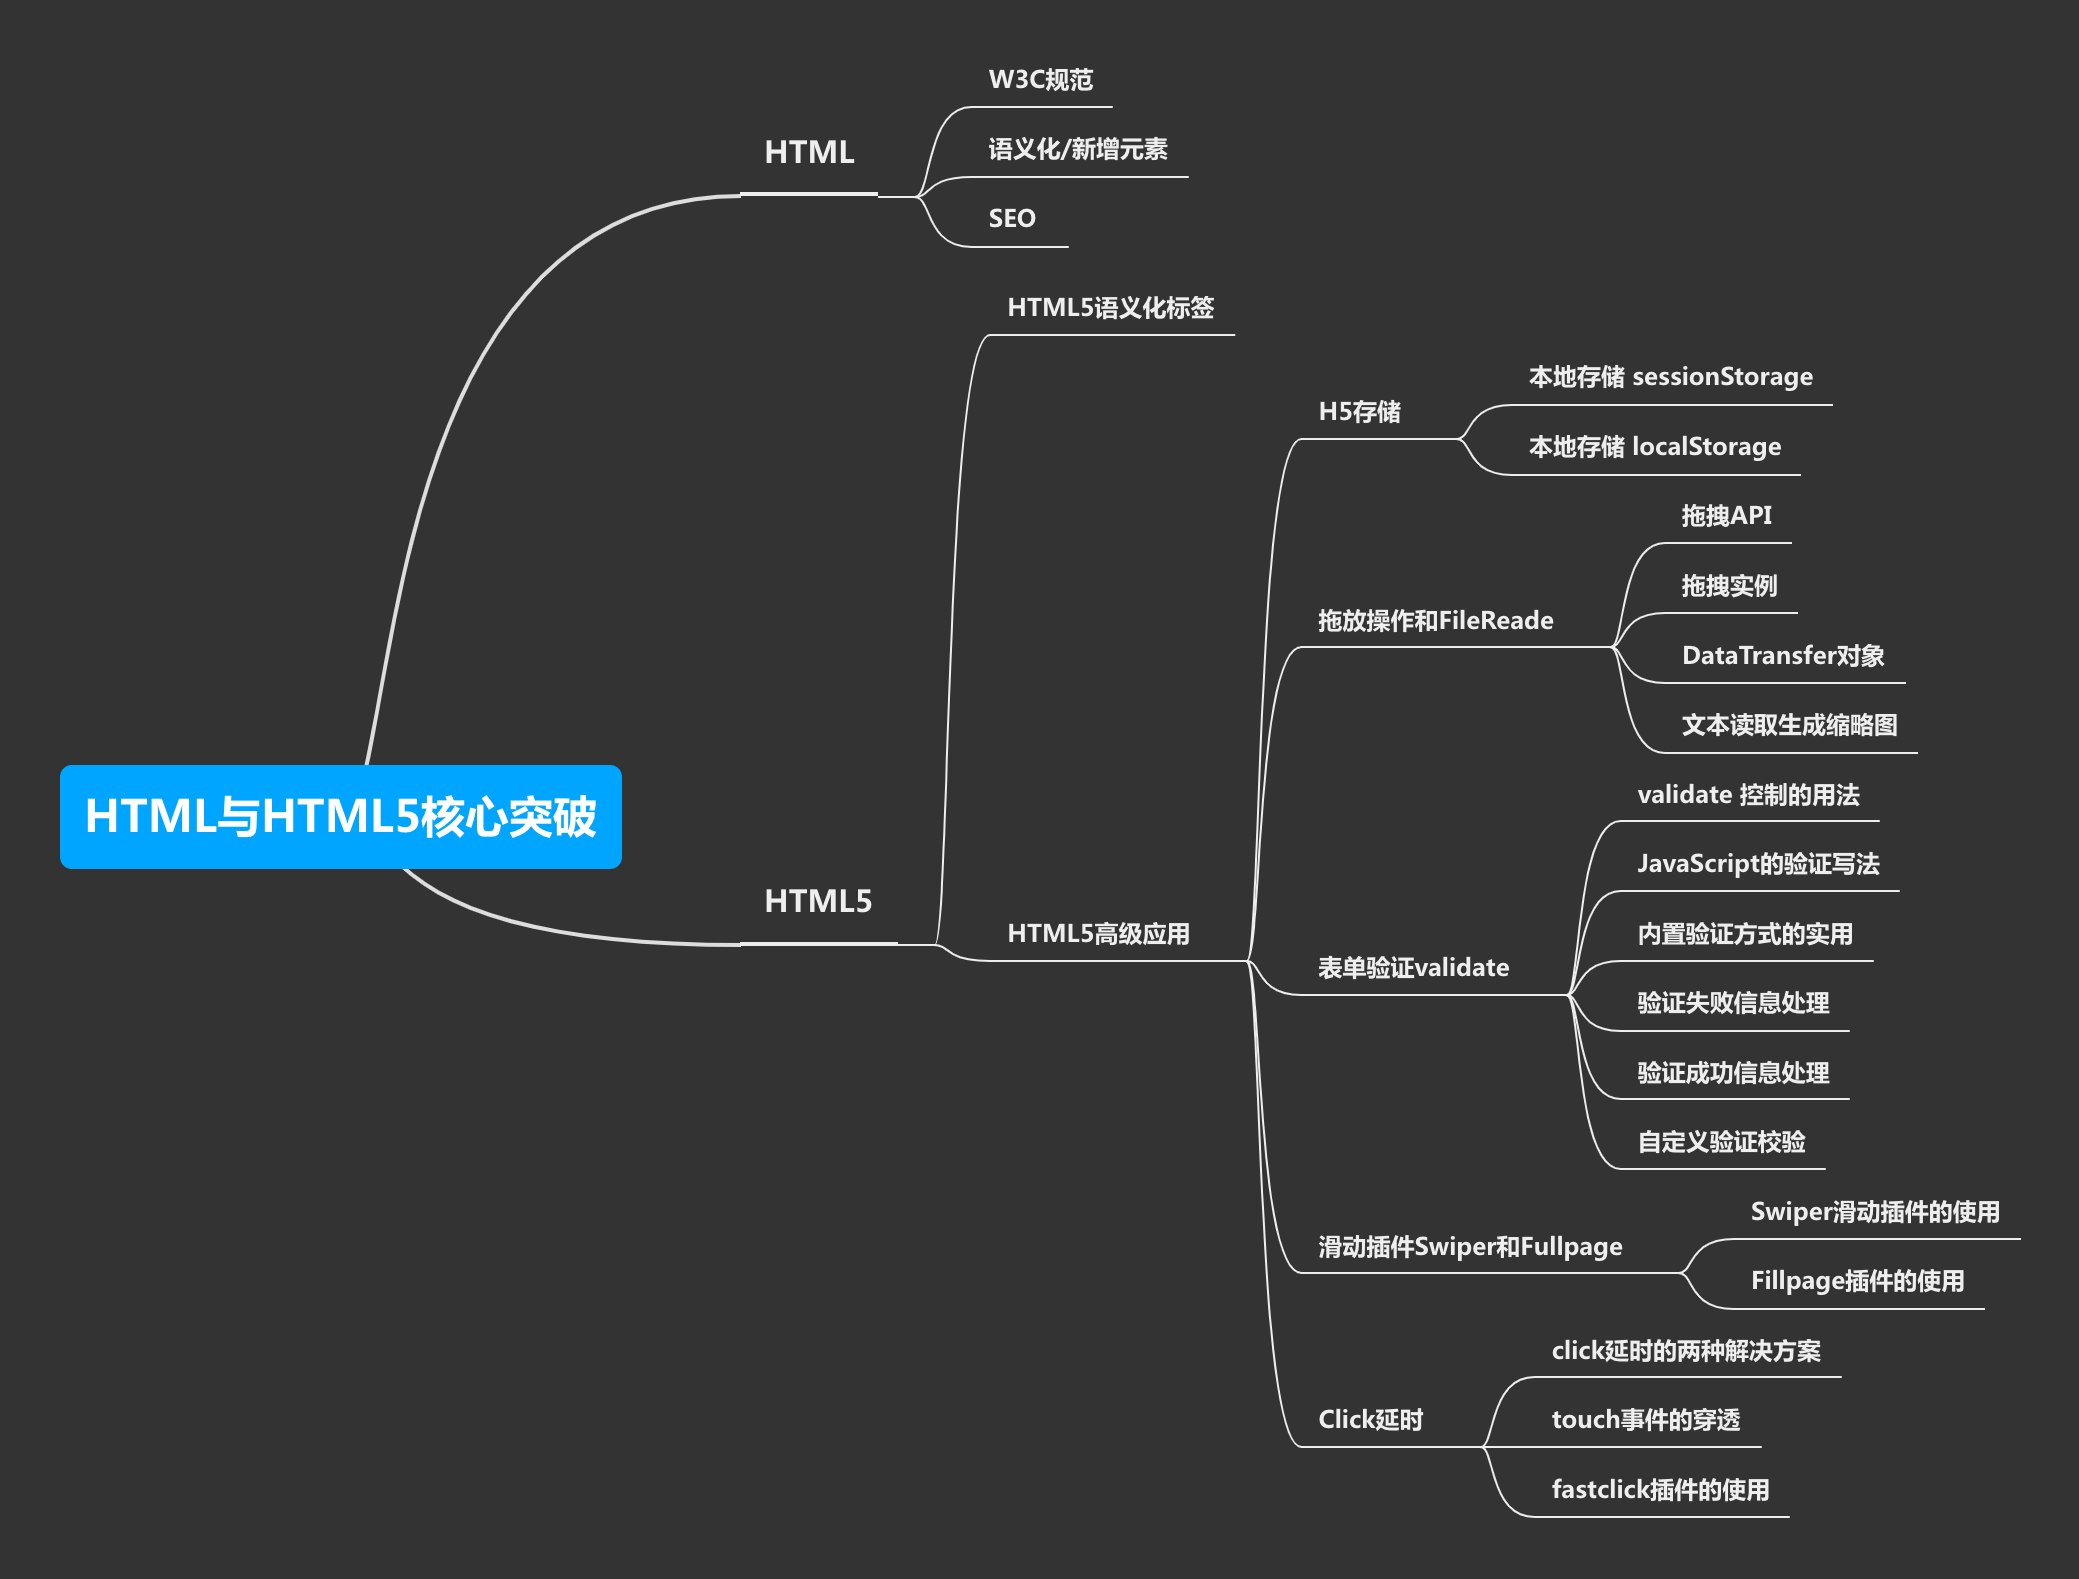 HTML与HTML5核心突破
HTML
W3C规范
语义化/新增元素
SEO
HTML5
HTML5语义化标签
HTML5高级应用
H5存储
本地存储 sessionStorage
本地存储 localStorage
拖放操作和FileReade
拖拽API
拖拽实例
DataTransfer对象
文本读取生成缩略图
表单验证validate
validate 控制的用法
JavaScript的验证写法
内置验证方式的实用
验证失败信息处理
验证成功信息处理
自定义验证校验
滑动插件Swiper和Fullpage
Swiper滑动插件的使用
Fillpage插件的使用
Click延时
click延时的两种解决方案
touch事件的穿透
fastclick插件的使用